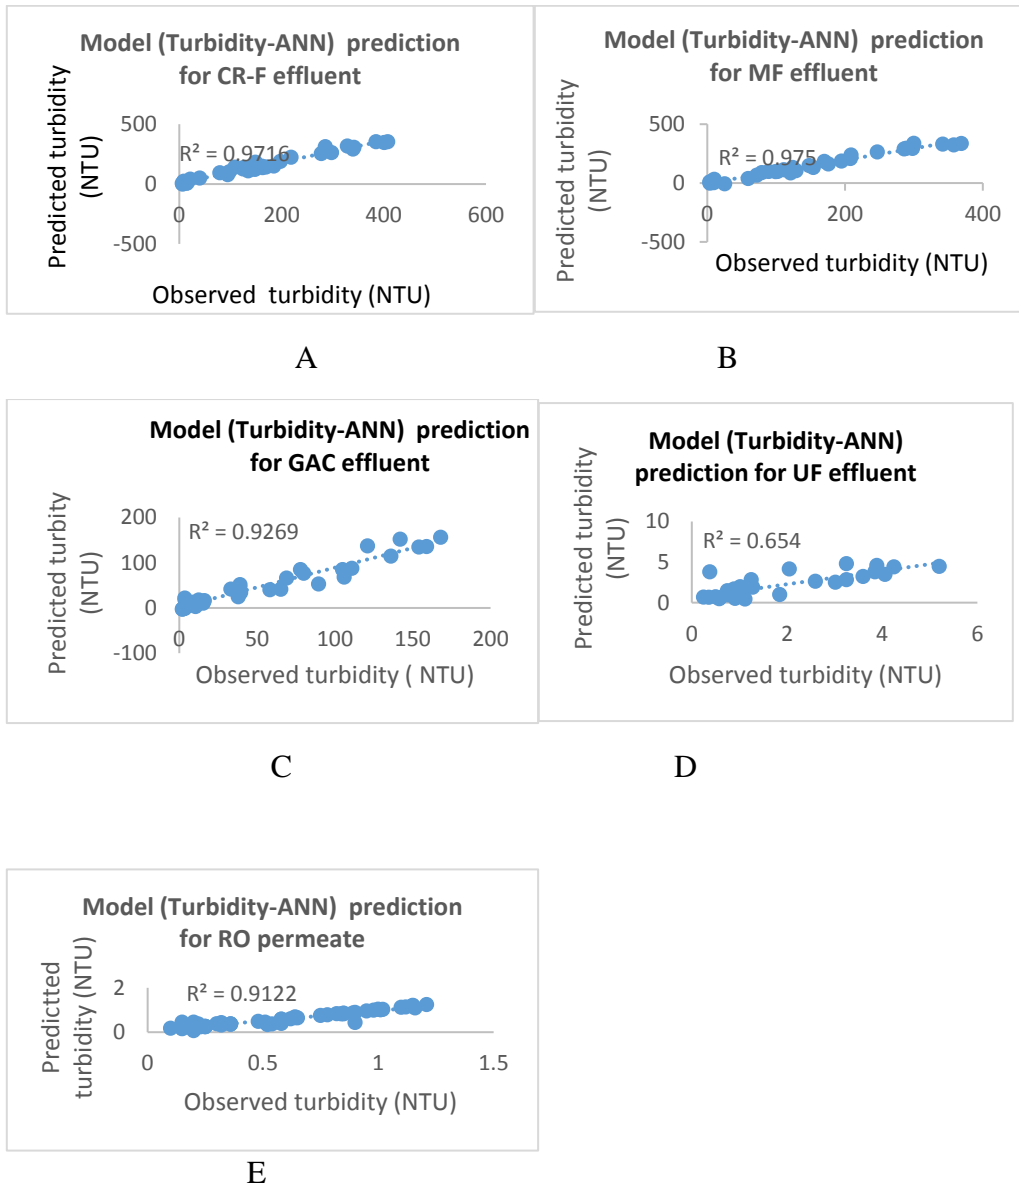 Model (Turbidity-ANN) prediction
for CR-F effluent
Predicted turbidity
(NTU)
500
0
-500
R² = 0.9716
0
200
400
600
Observed turbidity (NTU)
A
Model (Turbidity-ANN) prediction
for MF effluent
Predicted turbidity
(NTU)
500
0
-500
R² = 0.975
0
200
400
Observed turbidity (NTU)
B
Model (Turbidity-ANN) prediction
for GAC effluent
Predicted turbity
(NTU)
200
100
0
-100
R² = 0.9269
0
50
100
150
200
Observed turbidity ( NTU)
C
Model (Turbidity-ANN)
prediction for UF effluent
Predicted turbidity
(NTU)
10
5
0
R² = 0.654
0
2
4
6
Observed turbidity (NTU)
D
Model (Turbidity-ANN) prediction
for RO permeate
Predictted
turbidity (NTU)
2
0
R² = 0.9122
0
0.5
1
1.5
Observed turbidity (NTU)
E